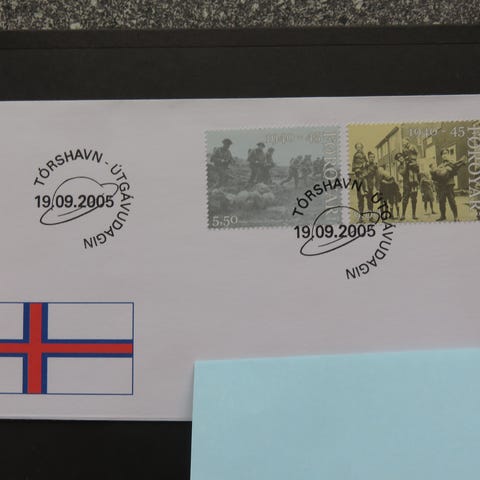 TÓRSHAVN - ÚTGÁVUDAGIN
19.09.2005
1940-45
FØROYAR
5,50
1940-45
FØROYAR
TÓRSHAVN - ÚTGÁVUDAGIN
19.09.2005